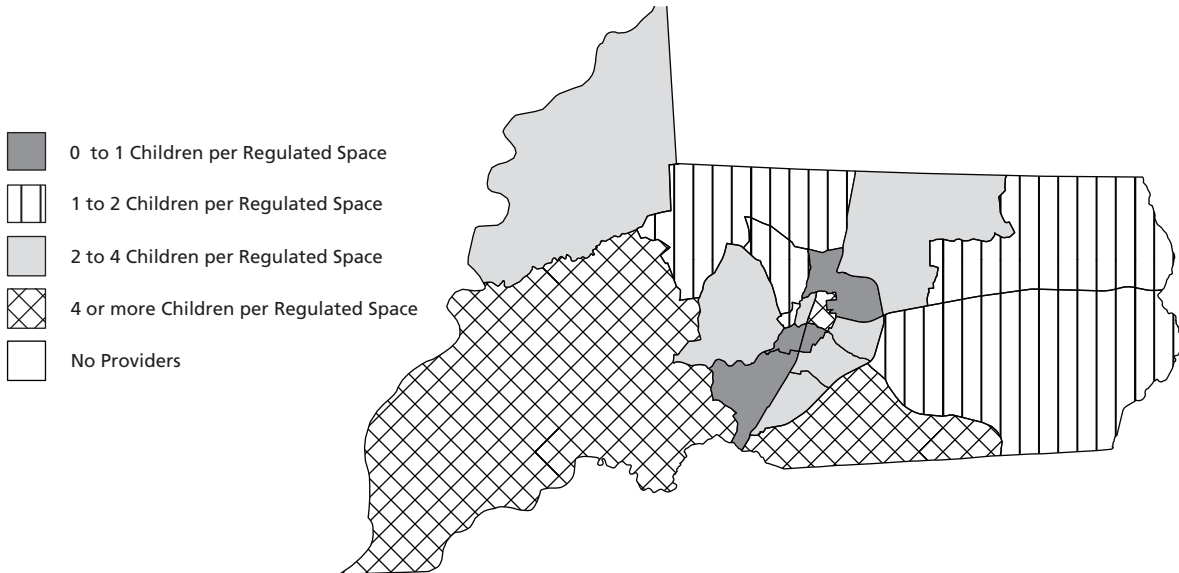 0 to 1 Children per Regulated Space
1 to 2 Children per Regulated Space
2 to 4 Children per Regulated Space
4 or more Children per Regulated Space
No Providers